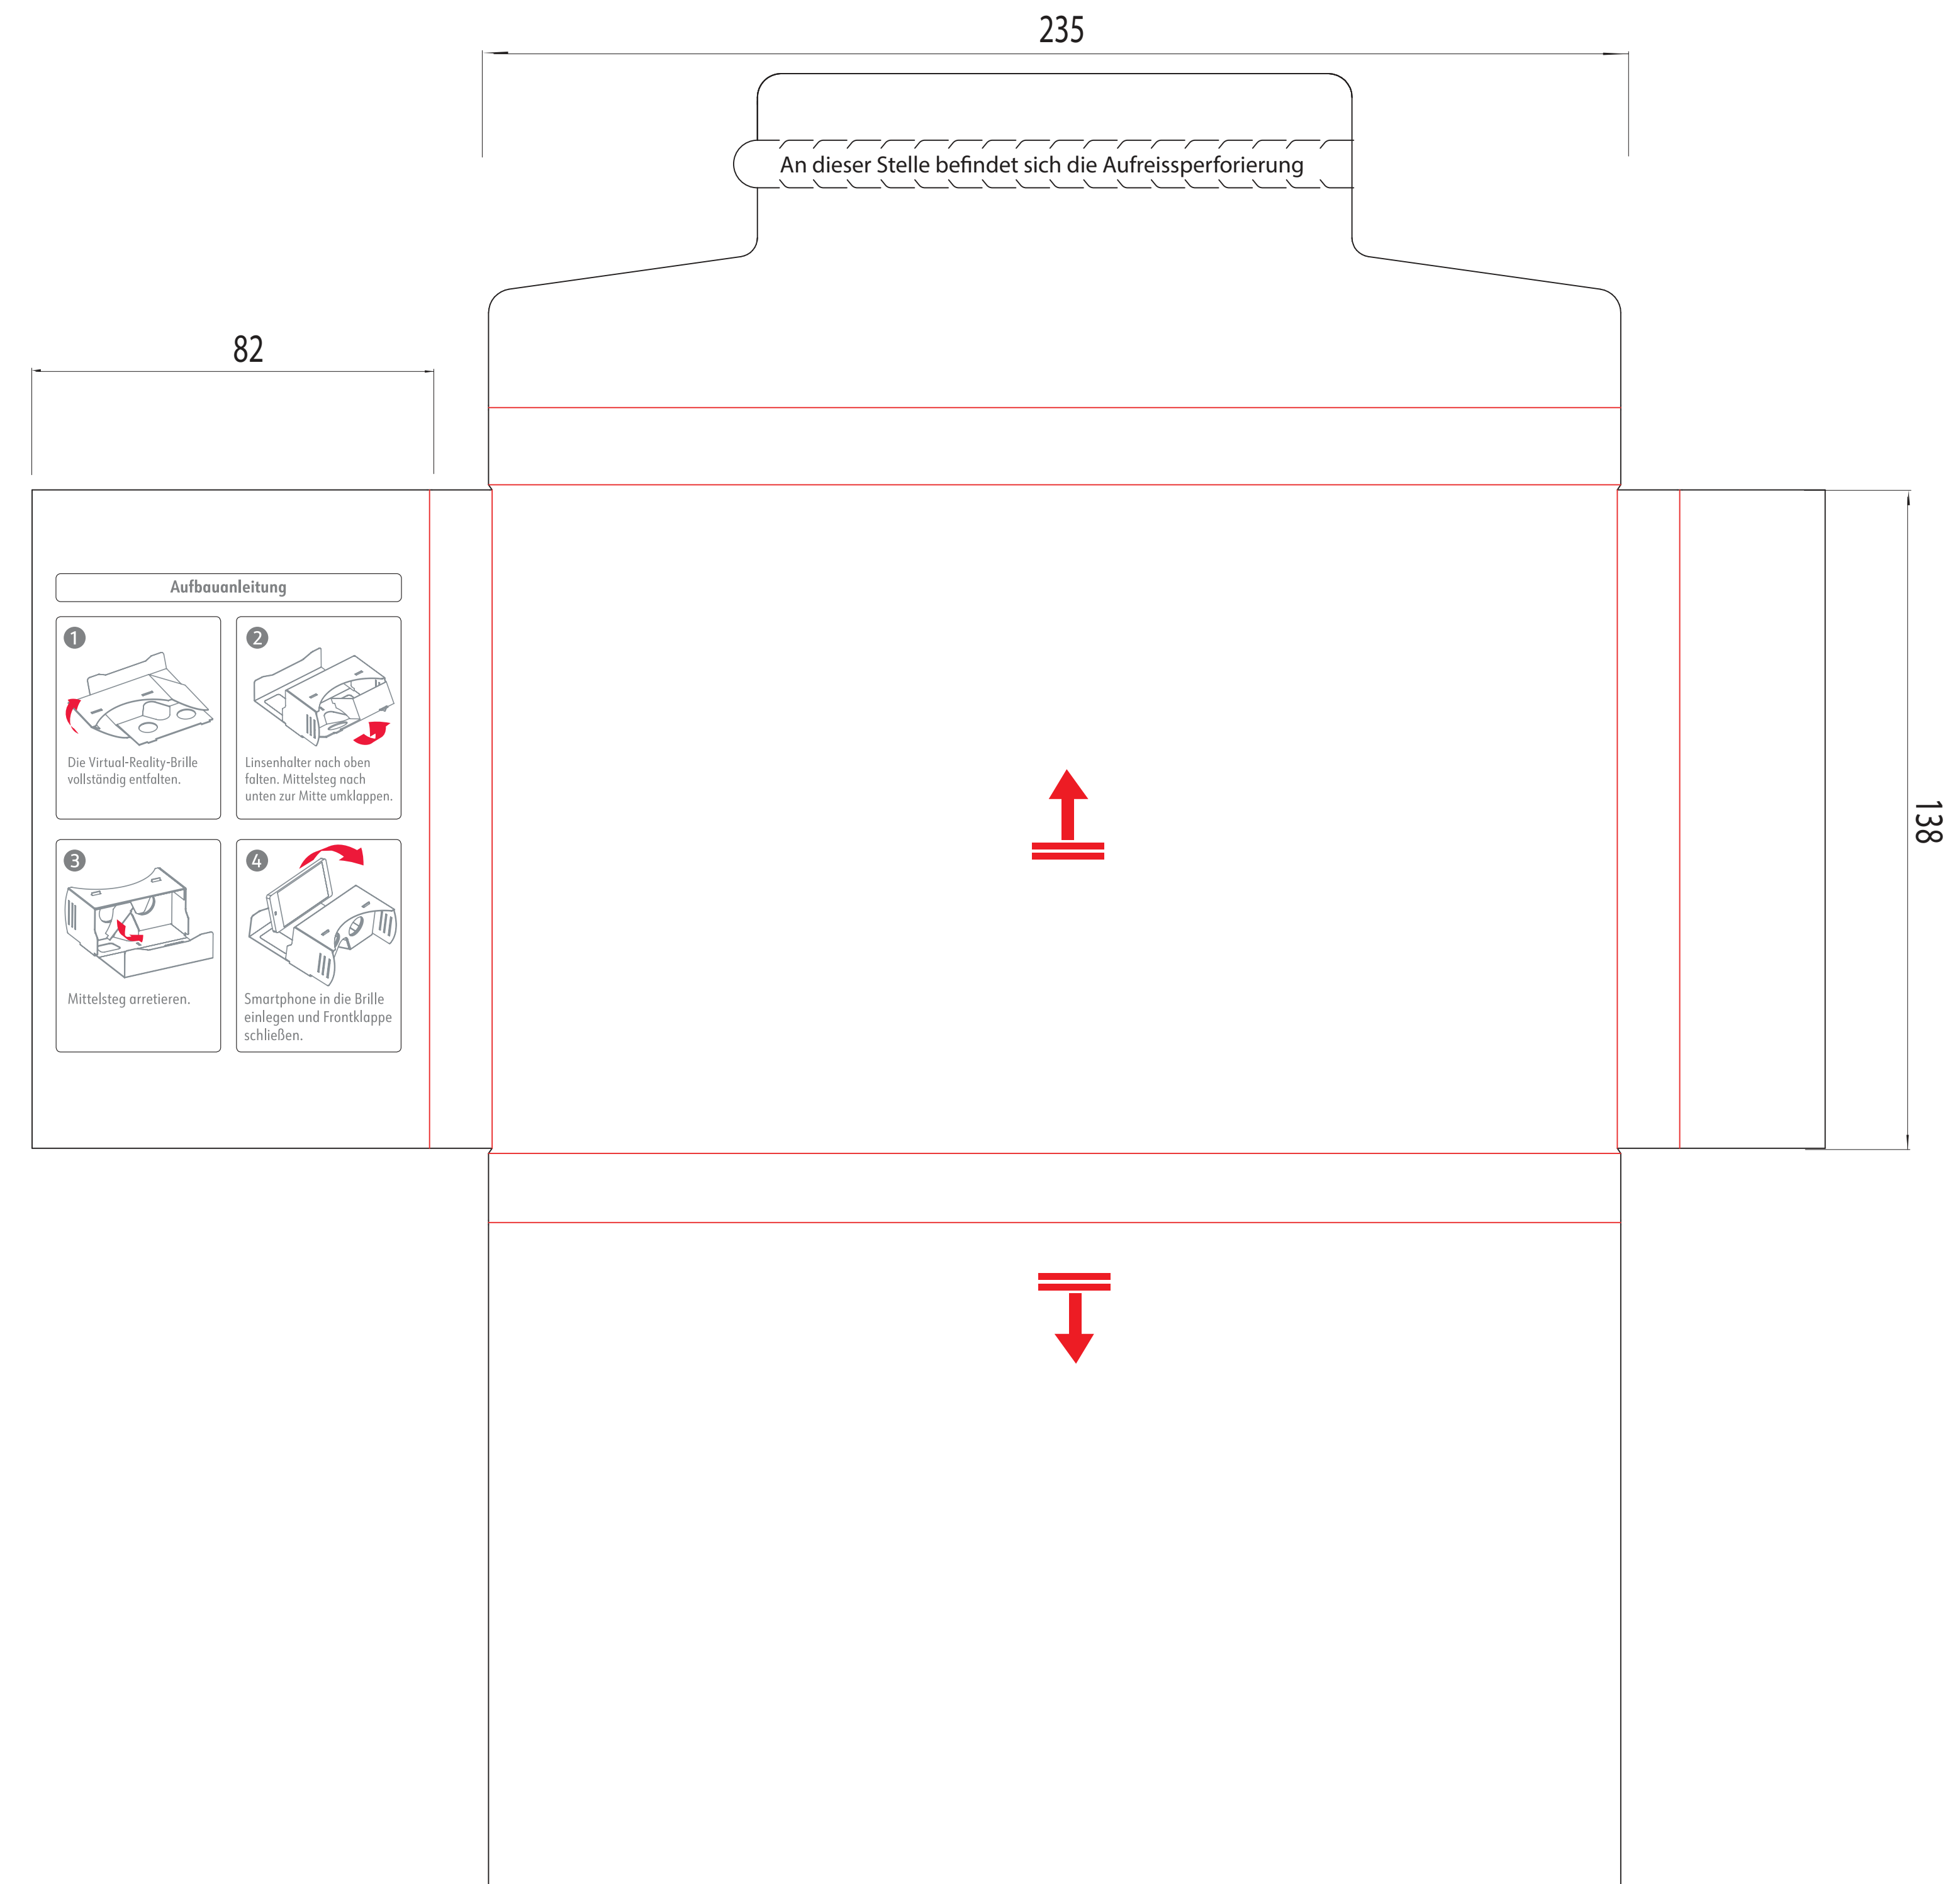 235
An dieser Stelle befindet sich die Aufreissperforierung
82
Aufbauanleitung
1
Die Virtual-Reality-Brille
vollständig entfalten.
2
Linsenhalter nach oben
falten. Mittelsteg nach
unten zur Mitte umklappen.
3
Mittelsteg arretieren.
4
Smartphone in die Brille
einlegen und Frontklappe
schließen.
138